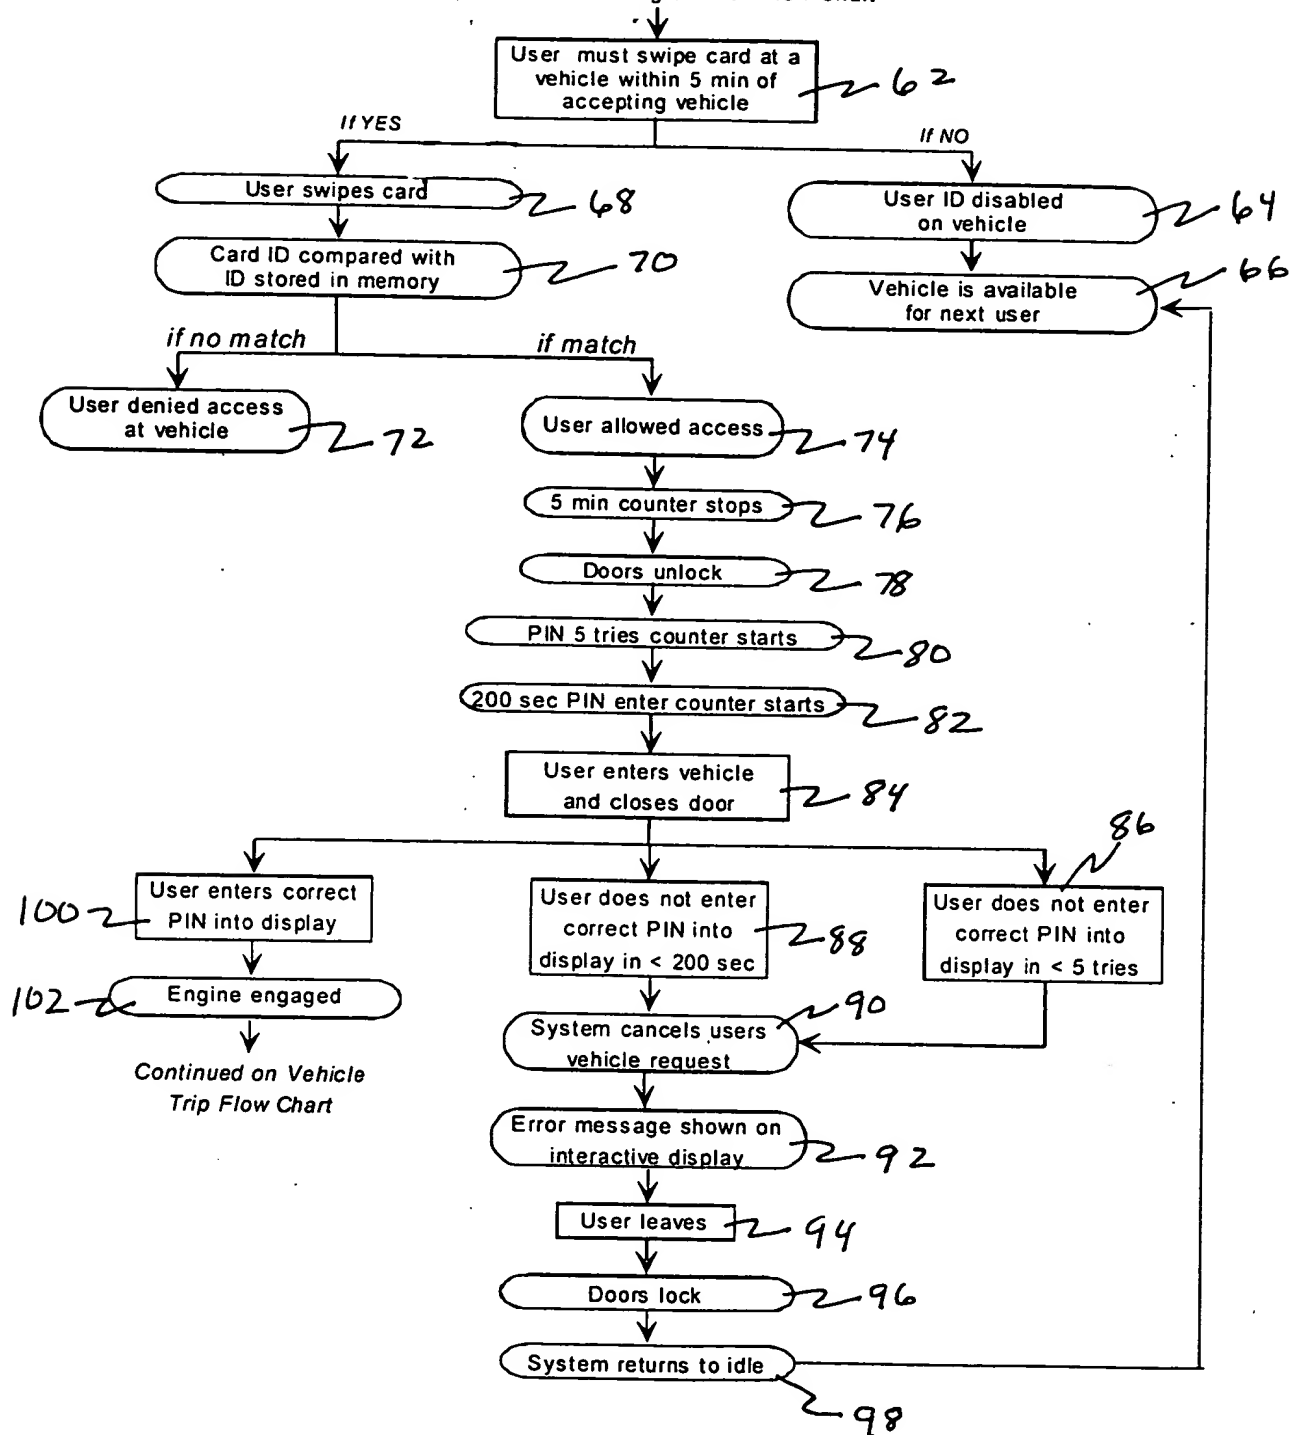 User must swipe card at a
vehicle within 5 min of
accepting vehicle
62
If YES
If NO
User swipes card
68
User ID disabled
on vehicle
64
Card ID compared with
ID stored in memory
70
Vehicle is available
for next user
66
if no match
if match
User denied access
at vehicle
72
User allowed access
74
5 min counter stops
76
Doors unlock
78
PIN 5 tries counter starts
80
200 sec PIN enter counter starts
82
User enters vehicle
and closes door
84
86
User enters correct
PIN into display
100
User does not enter
correct PIN into
display in < 200 sec
88
User does not enter
correct PIN into
display in < 5 tries
Engine engaged
102
90
System cancels users
vehicle request
Continued on Vehicle
Trip Flow Chart
Error message shown on
interactive display
92
User leaves
94
Doors lock
96
System returns to idle
98